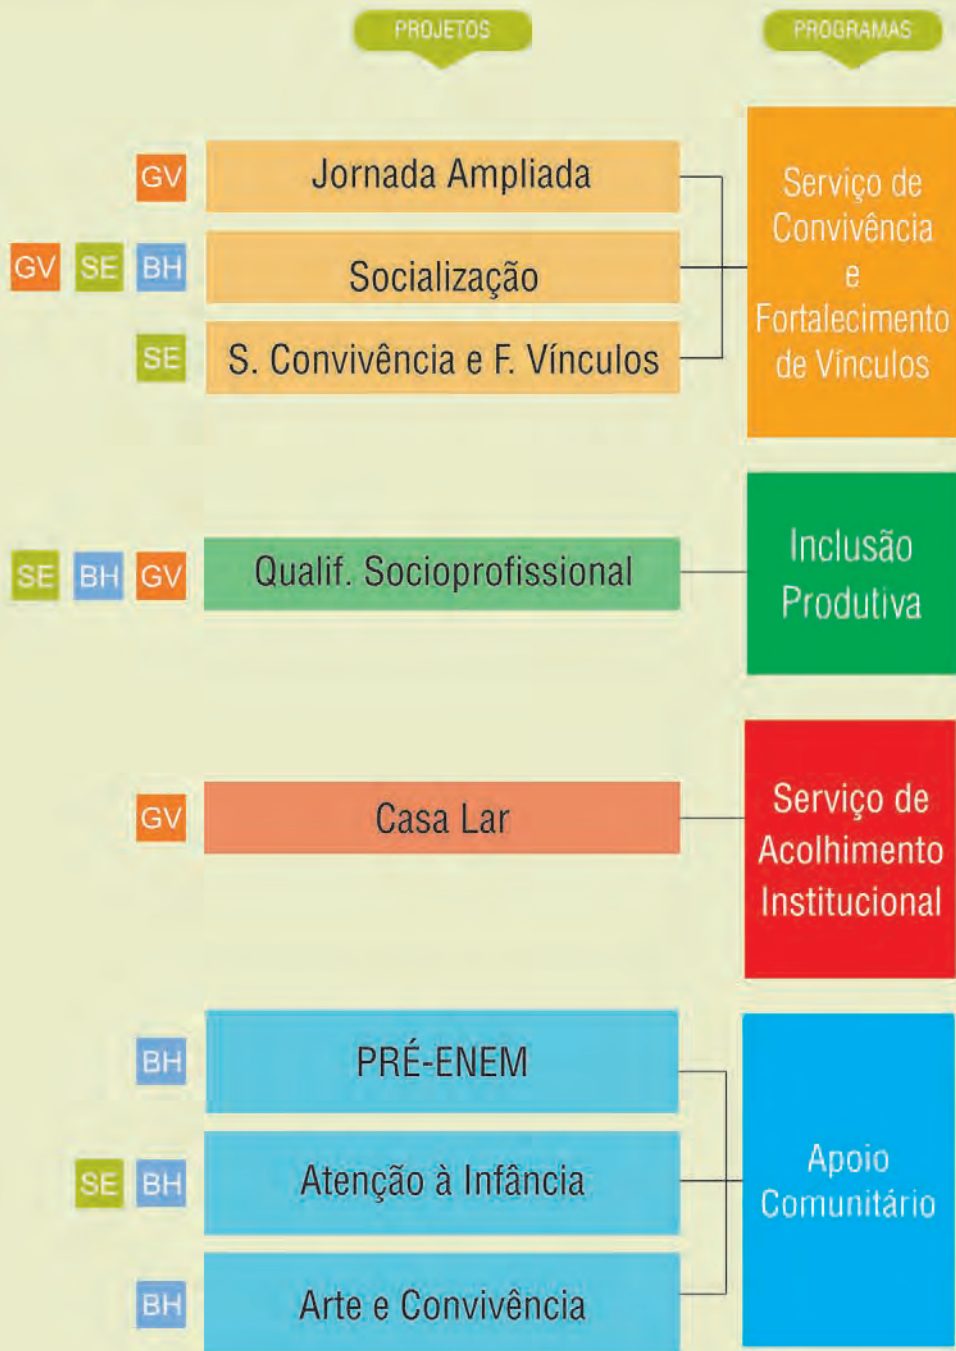 PROJETOS
PROGRAMAS
GV
Jornada Ampliada
GV SE BH
Socialização
SE
S. Convivência e F. Vínculos
Serviço de
Convivência
e
Fortalecimento
de Vínculos
SE BH GV
Qualif. Socioprofissional
Inclusão
Produtiva
GV
Casa Lar
Serviço de
Acolhimento
Institucional
BH
PRÉ-ENEM
SE BH
Atenção à Infância
BH
Arte e Convivência
Apoio
Comunitário